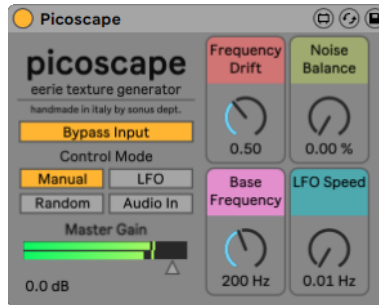 Picoscape
picoscape
eerie texture generator
handmade in italy by sonus dept.
Bypass Input
Control Mode
Manual
LFO
Random
Audio In
Master Gain
0.0 dB
Frequency
Drift
0.50
Noise
Balance
0.00 %
Base
Frequency
200 Hz
LFO Speed
0.01 Hz